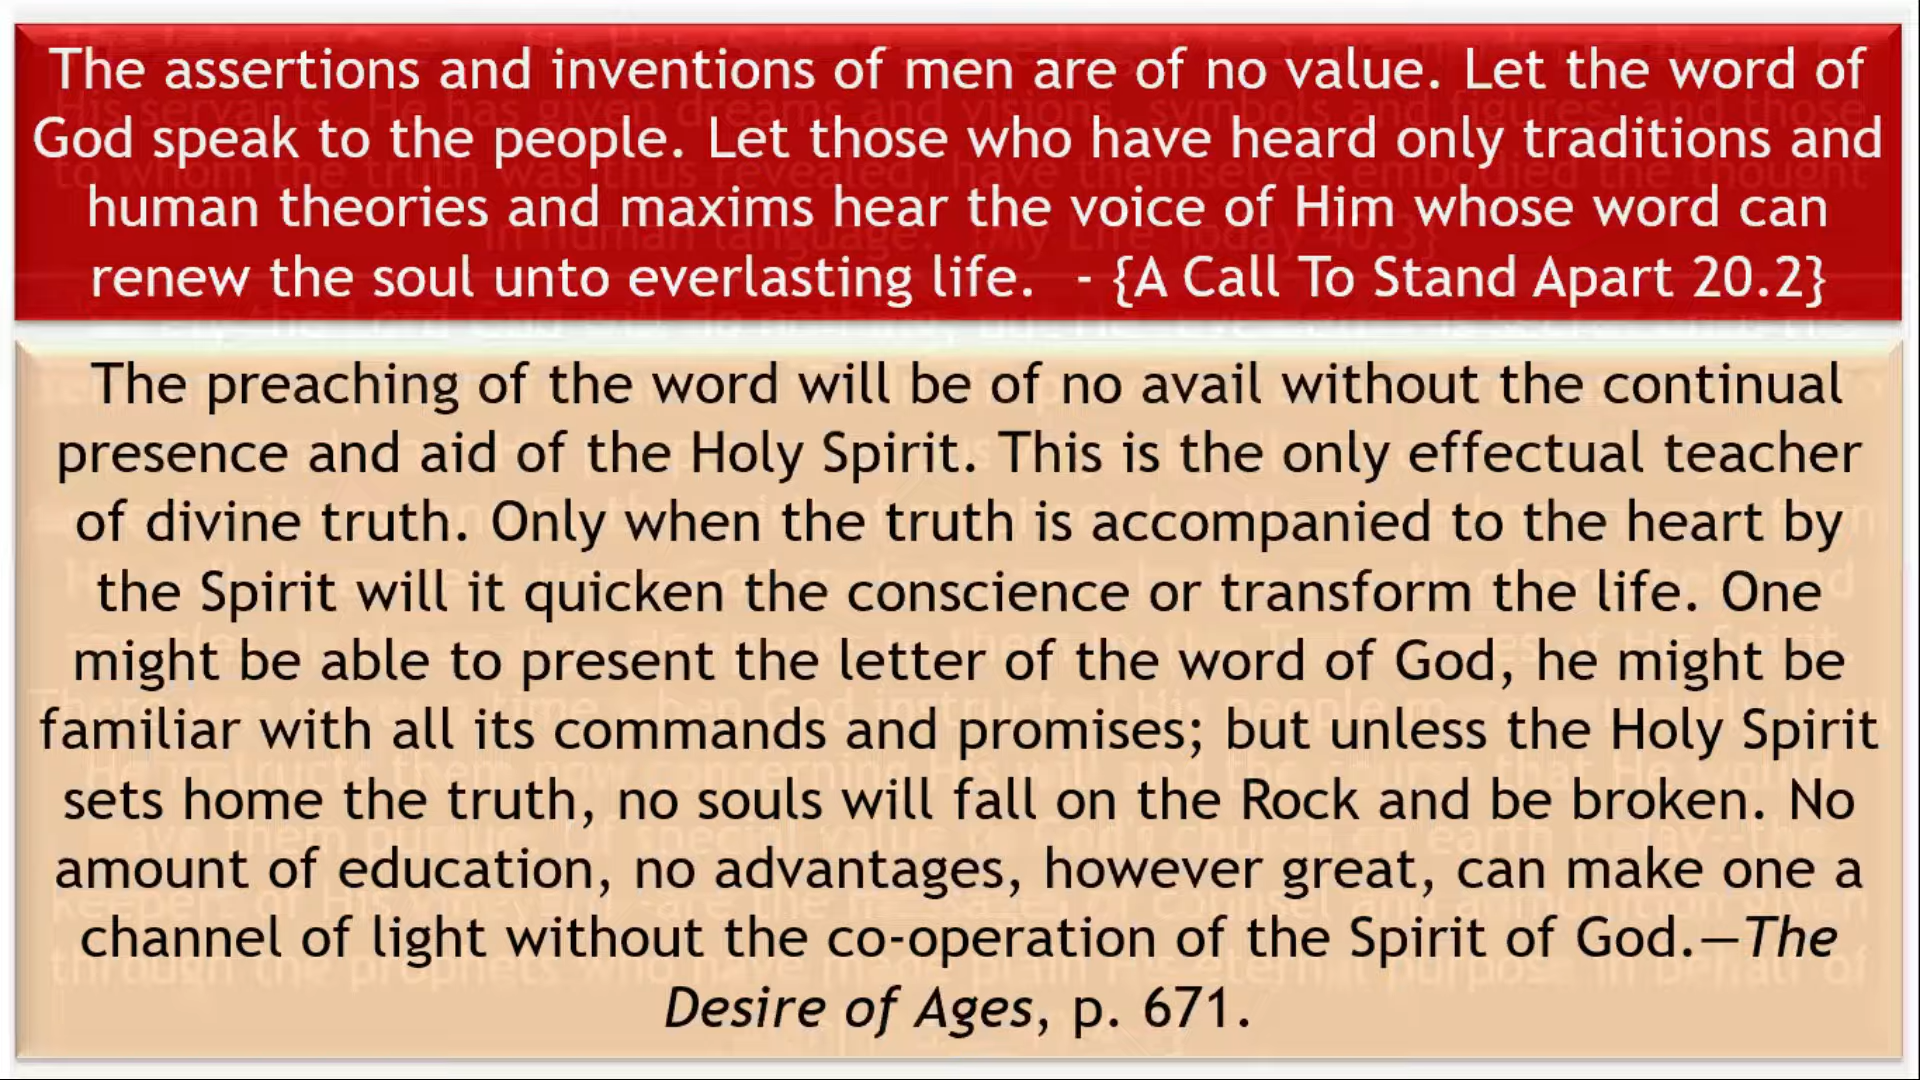 The assertions and inventions of men are of no value. Let the word of
God speak to the people. Let those who have heard only traditions and
human theories and maxims hear the voice of Him whose word can
renew the soul unto everlasting life.  - {A Call To Stand Apart 20.2}
The preaching of the word will be of no avail without the continual
presence and aid of the Holy Spirit. This is the only effectual teacher
of divine truth. Only when the truth is accompanied to the heart by
the Spirit will it quicken the conscience or transform the life. One
might be able to present the letter of the word of God, he might be
familiar with all its commands and promises; but unless the Holy Spirit
sets home the truth, no souls will fall on the Rock and be broken. No
amount of education, no advantages, however great, can make one a
channel of light without the co-operation of the Spirit of God.—The
Desire of Ages, p. 671.